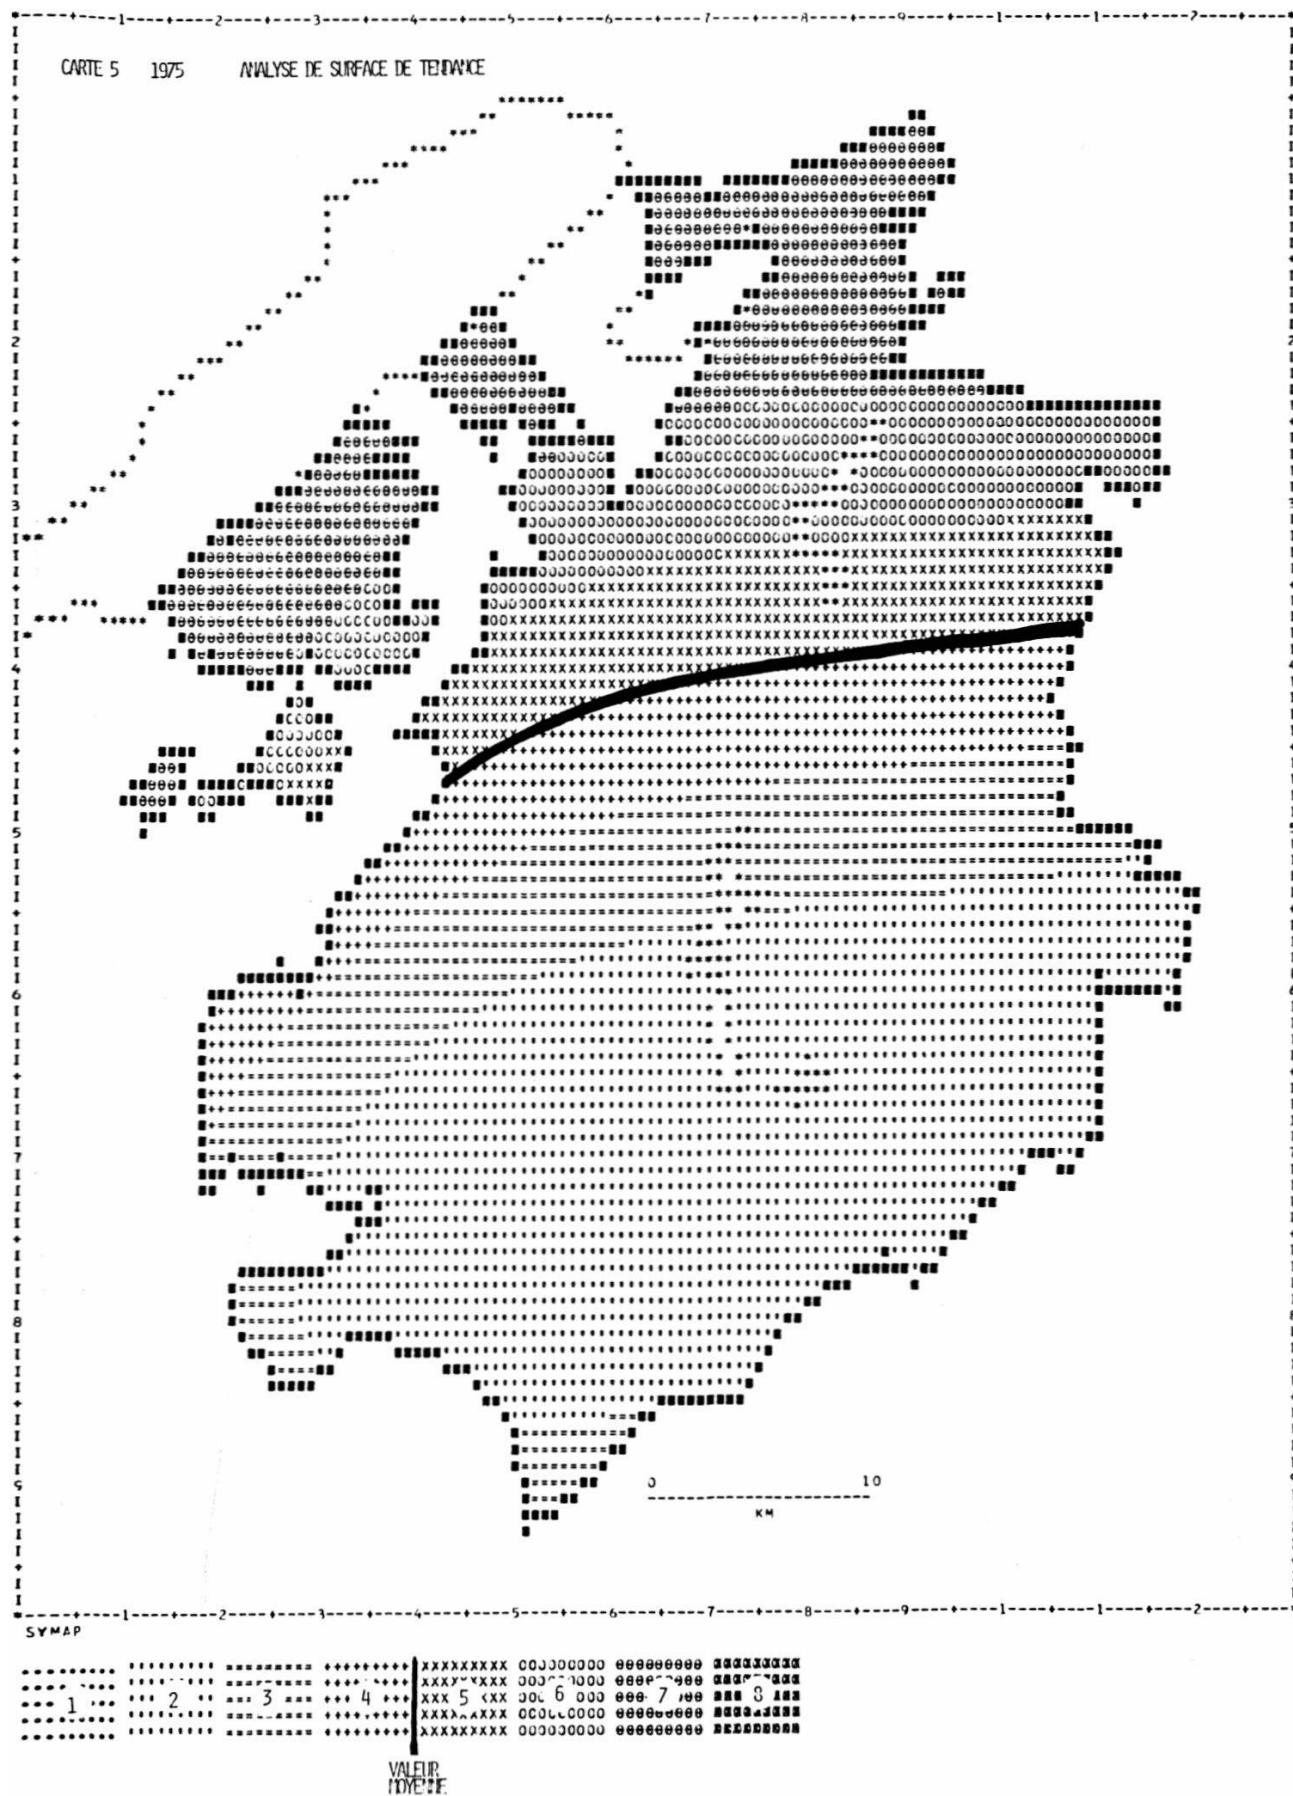 CARTE 5 1975 ANALYSE DE SURFACE DE TENDANCE
0 10
KM
SYMAP
1 2 3 4 5 6 7 8
VALEUR
MOYENNE